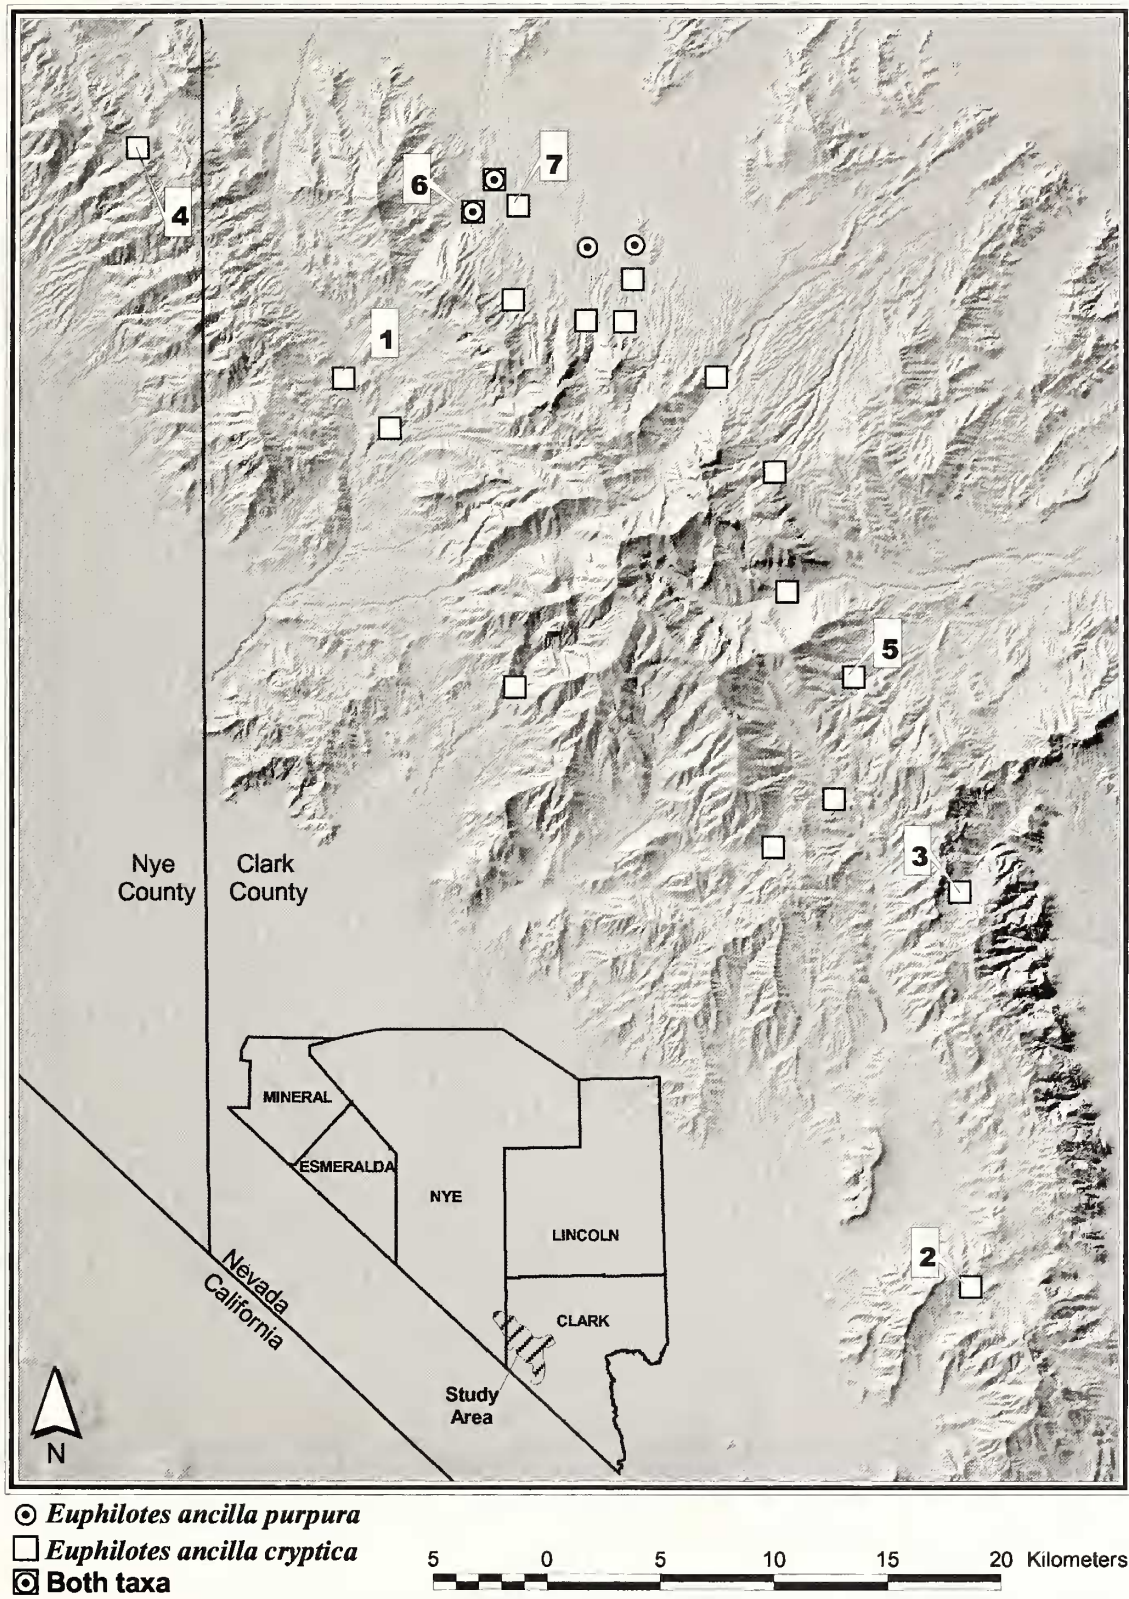 4
6
7
1
5
3
2
Nye
County
Clark
County
MINERAL
ESMERALDA
NYE
LINCOLN
CLARK
Study
Area
Nevada
California
N
Euphilotes ancilla purpura
Euphilotes ancilla cryptica
Both taxa
5 0 5 10 15 20 Kilometers